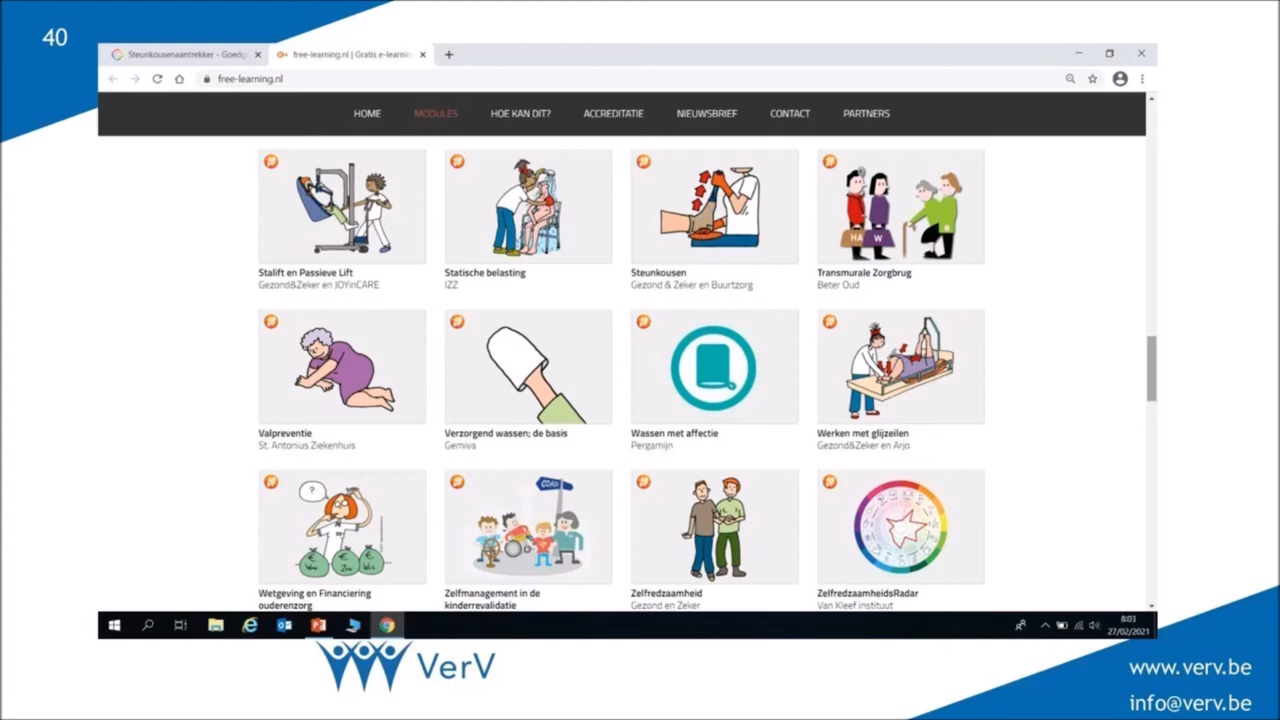 40
Steunkousenaantrekker - Goedg
free-learning.nl | Gratis e-learnin
free-learning.nl
HOME MODULES HOE KAN DIT? ACCREDITATIE NIEUWSBRIEF CONTACT PARTNERS
HA W
Stalift en Passieve Lift
Gezond&Zeker en JOYinCARE
Statische belasting
IZZ
Steunkousen
Gezond & Zeker en Buurtzorg
Transmurale Zorgbrug
Beter Oud
Valpreventie
St. Antonius Ziekenhuis
Verzorgend wassen; de basis
Gemiva
Wassen met affectie
Pergamijn
Werken met glijzeilen
Gezond&Zeker en Arjo
?
€ € €
Wmo Zvw Wlz
Wetgeving en Financiering
ouderenzorg
Zelfmanagement in de
kinderrevalidatie
Zelfredzaamheid
Gezond en Zeker
ZelfredzaamheidsRadar
Van Kleef instituut
8:03
27/02/2021
VerV
www.verv.be
info@verv.be